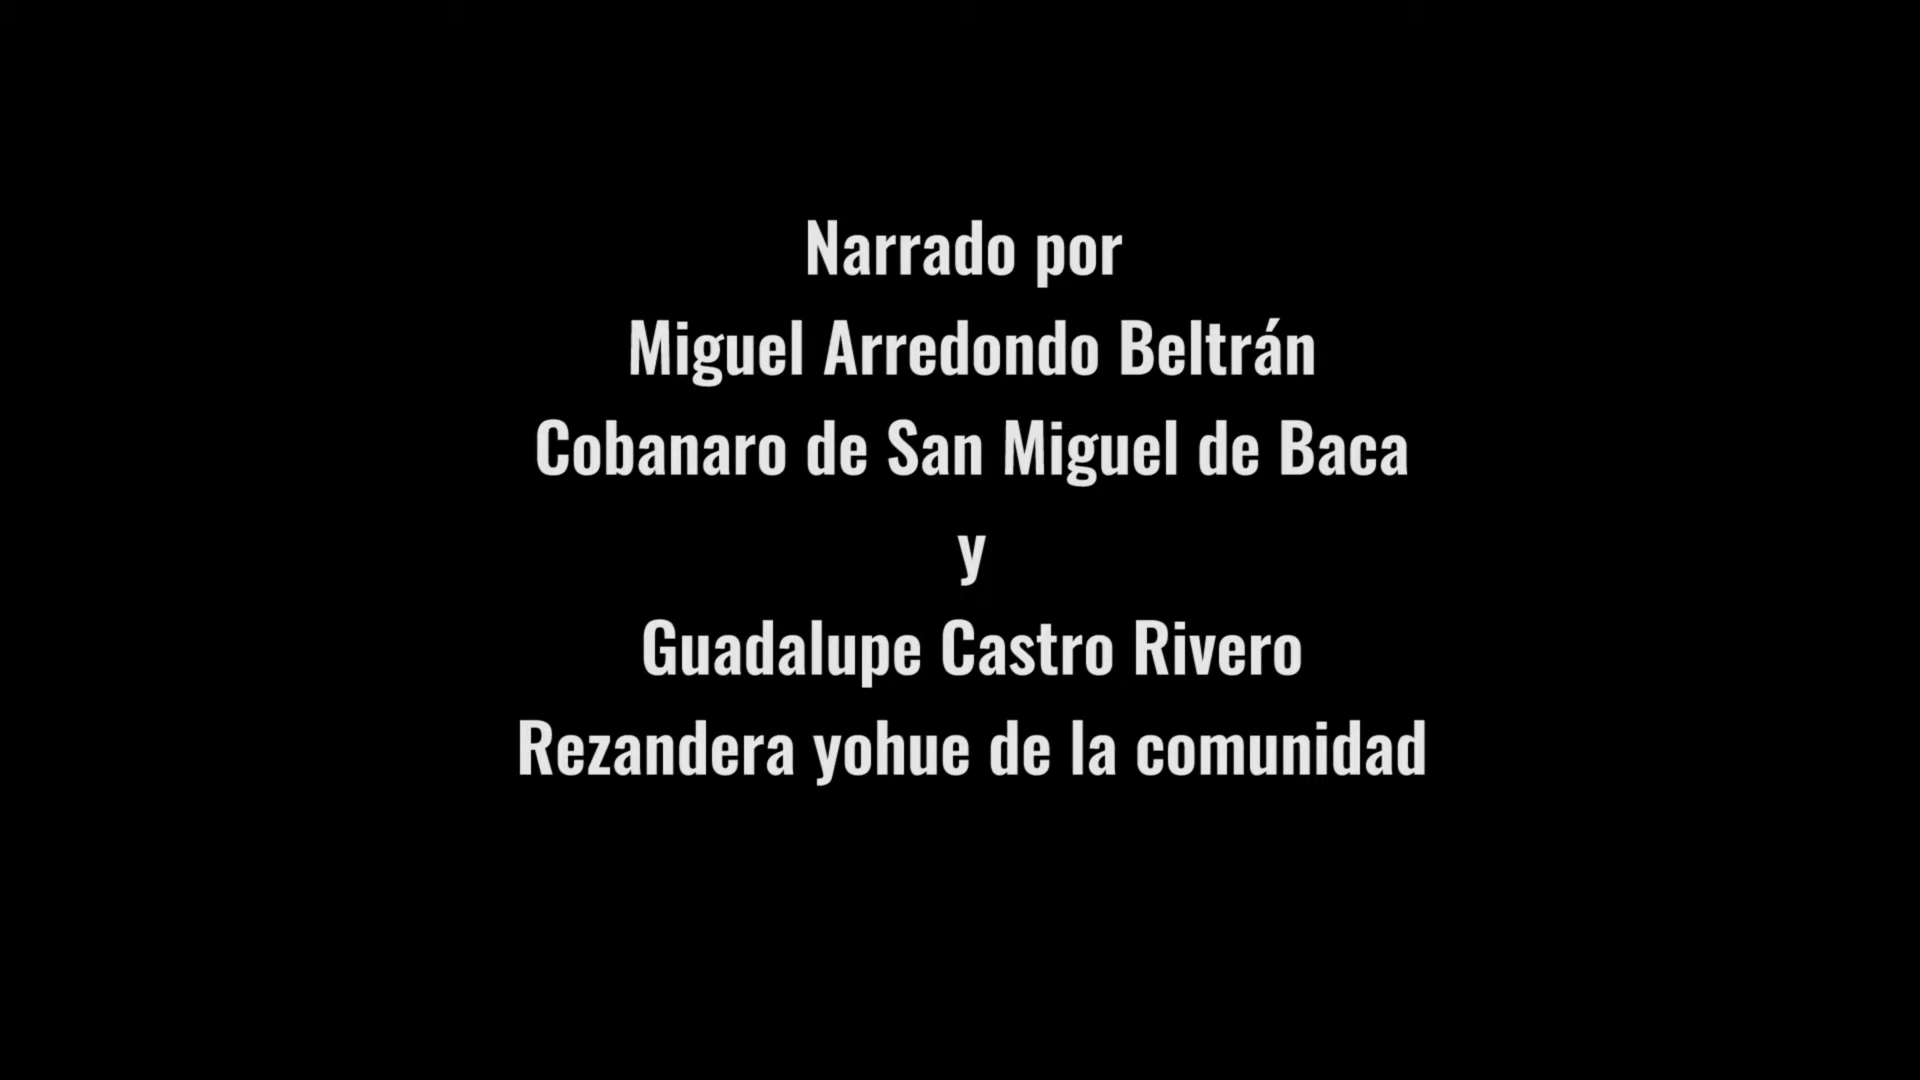 Narrado por
Miguel Arredondo Beltrán
Cobanaro de San Miguel de Baca
y
Guadalupe Castro Rivero
Rezandera yohue de la comunidad